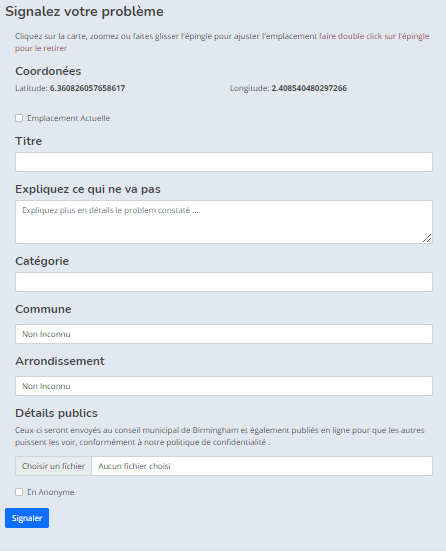 Signalez votre problème
Cliquez sur la carte, zoomez ou faites glisser l'épingle pour ajuster l'emplacement faire double click sur l'épingle
pour le retirer
Coordonées
Latitude: 6.360826057658617 Longitude: 2.408540480297266
Emplacement Actuelle
Titre
Expliquez ce qui ne va pas
Expliquez plus en détails le problem constaté ....
Catégorie
Commune
Non Inconnu
Arrondissement
Non Inconnu
Détails publics
Ceux-ci seront envoyés au conseil municipal de Birmingham et également publiés en ligne pour que les autres
puissent les voir, conformément à notre politique de confidentialité .
Choisir un fichier Aucun fichier choisi
En Anonyme
Signaler